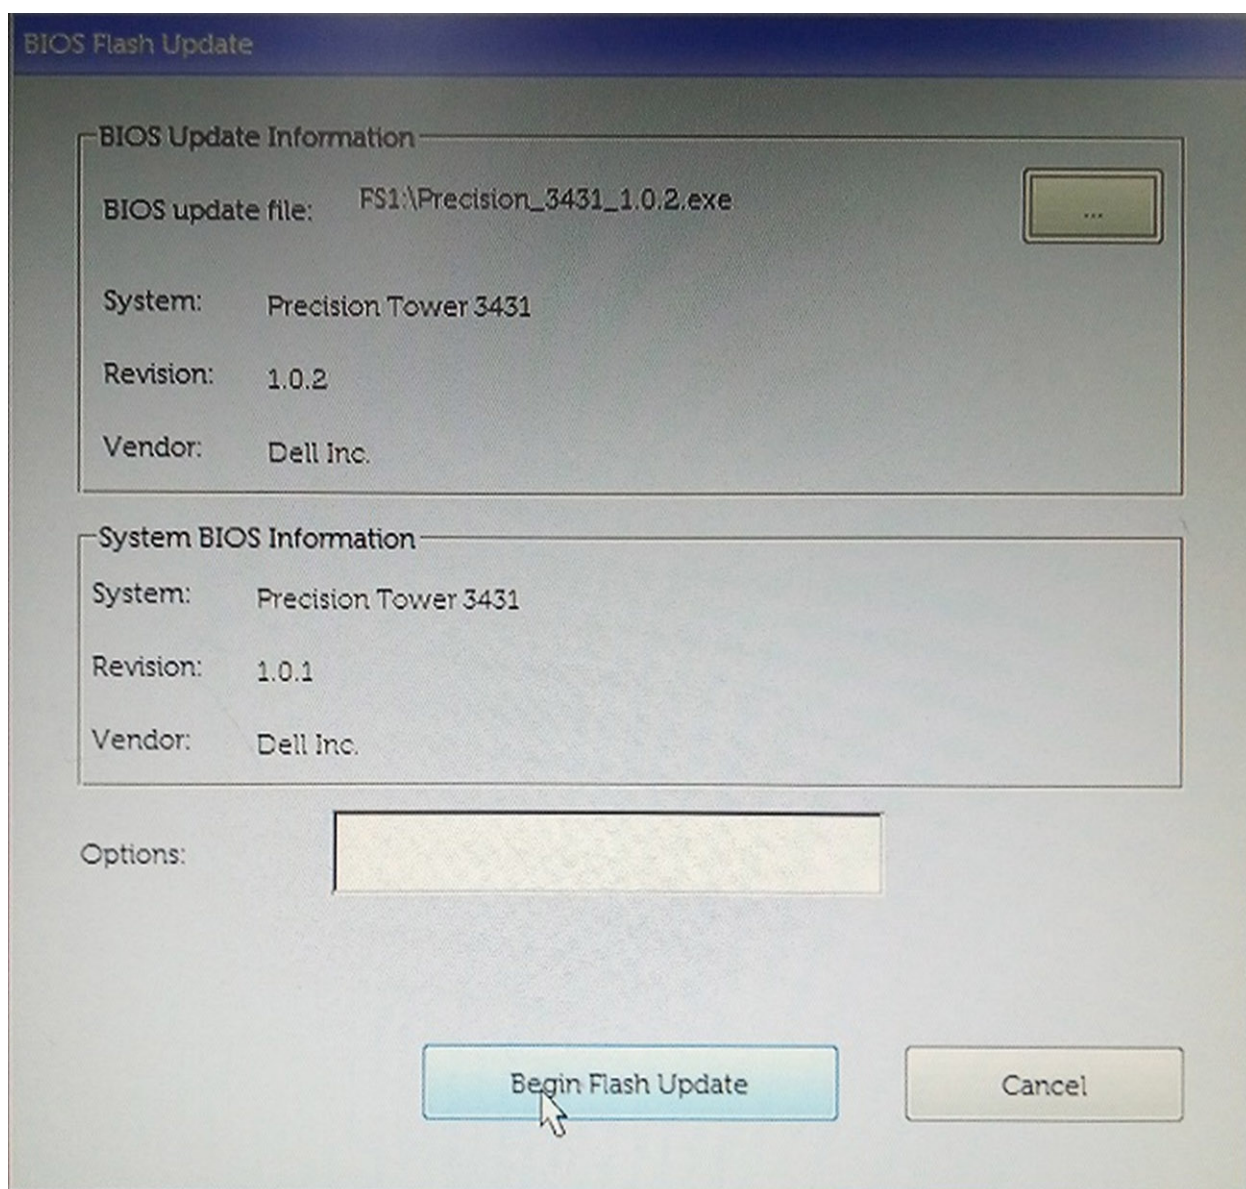 BIOS Flash Update
BIOS Update Information
BIOS update file: FS1:\Precision_3431_1.0.2.exe ...
System: Precision Tower 3431
Revision: 1.0.2
Vendor: Dell Inc.
System BIOS Information
System: Precision Tower 3431
Revision: 1.0.1
Vendor: Dell Inc.
Options:
Begin Flash Update Cancel